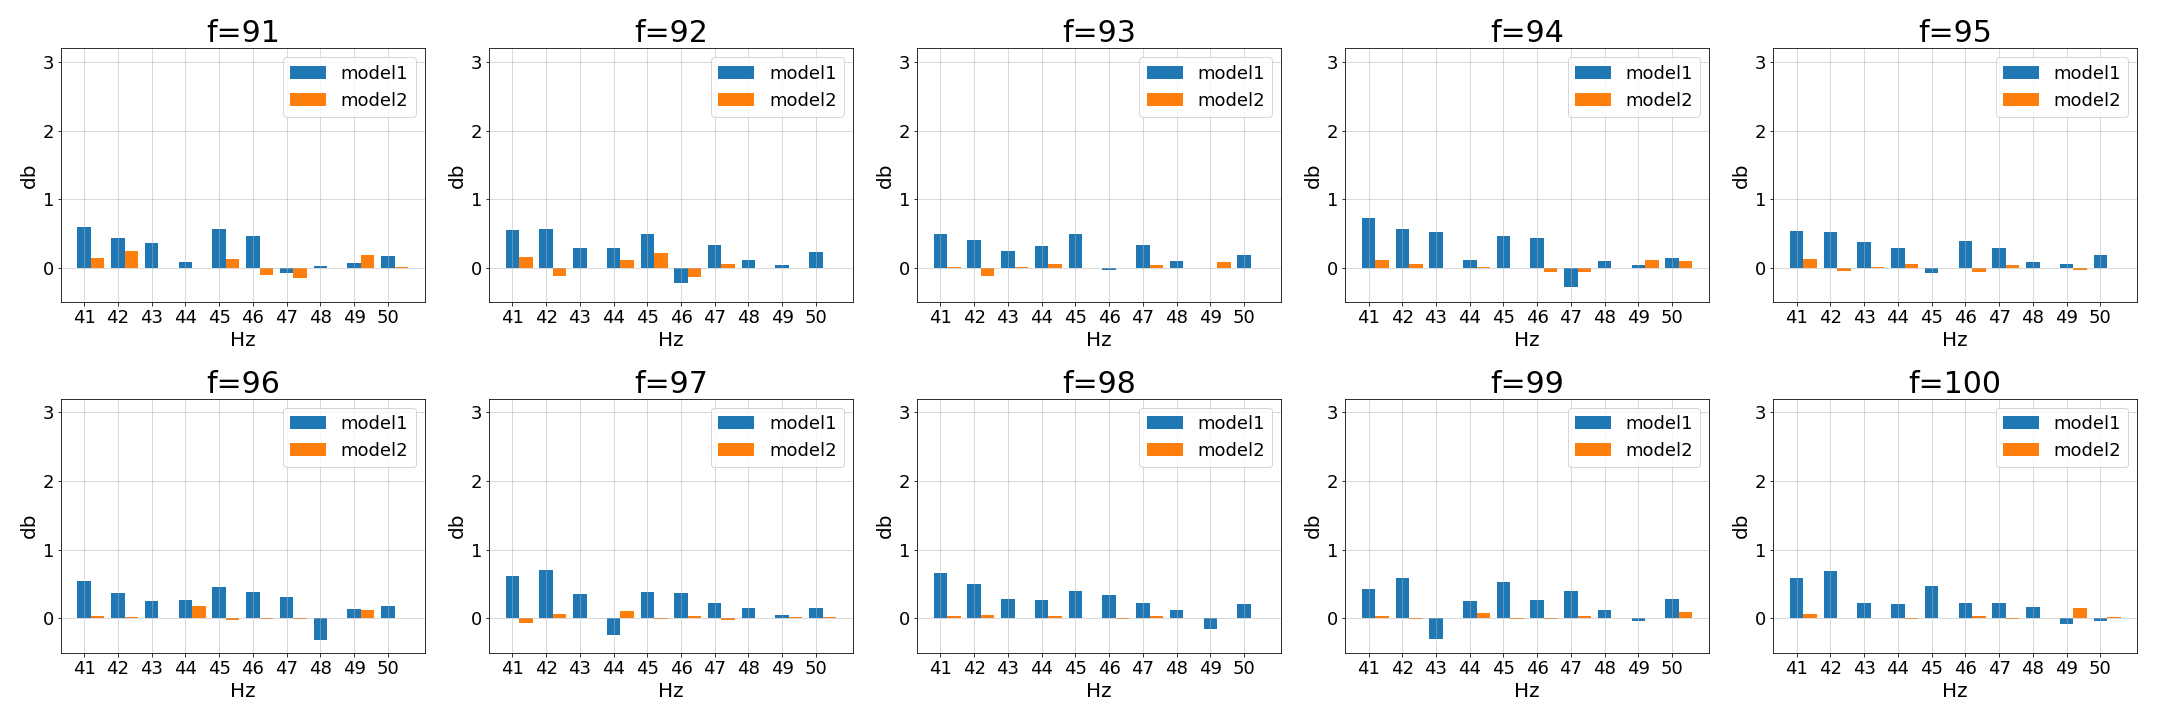 f=91
3
2
1
0
db
model1
model2
41 42 43 44 45 46 47 48 49 50
Hz
f=92
3
2
1
0
db
model1
model2
41 42 43 44 45 46 47 48 49 50
Hz
f=93
3
2
1
0
db
model1
model2
41 42 43 44 45 46 47 48 49 50
Hz
f=94
3
2
1
0
db
model1
model2
41 42 43 44 45 46 47 48 49 50
Hz
f=95
3
2
1
0
db
model1
model2
41 42 43 44 45 46 47 48 49 50
Hz
f=96
3
2
1
0
db
model1
model2
41 42 43 44 45 46 47 48 49 50
Hz
f=97
3
2
1
0
db
model1
model2
41 42 43 44 45 46 47 48 49 50
Hz
f=98
3
2
1
0
db
model1
model2
41 42 43 44 45 46 47 48 49 50
Hz
f=99
3
2
1
0
db
model1
model2
41 42 43 44 45 46 47 48 49 50
Hz
f=100
3
2
1
0
db
model1
model2
41 42 43 44 45 46 47 48 49 50
Hz